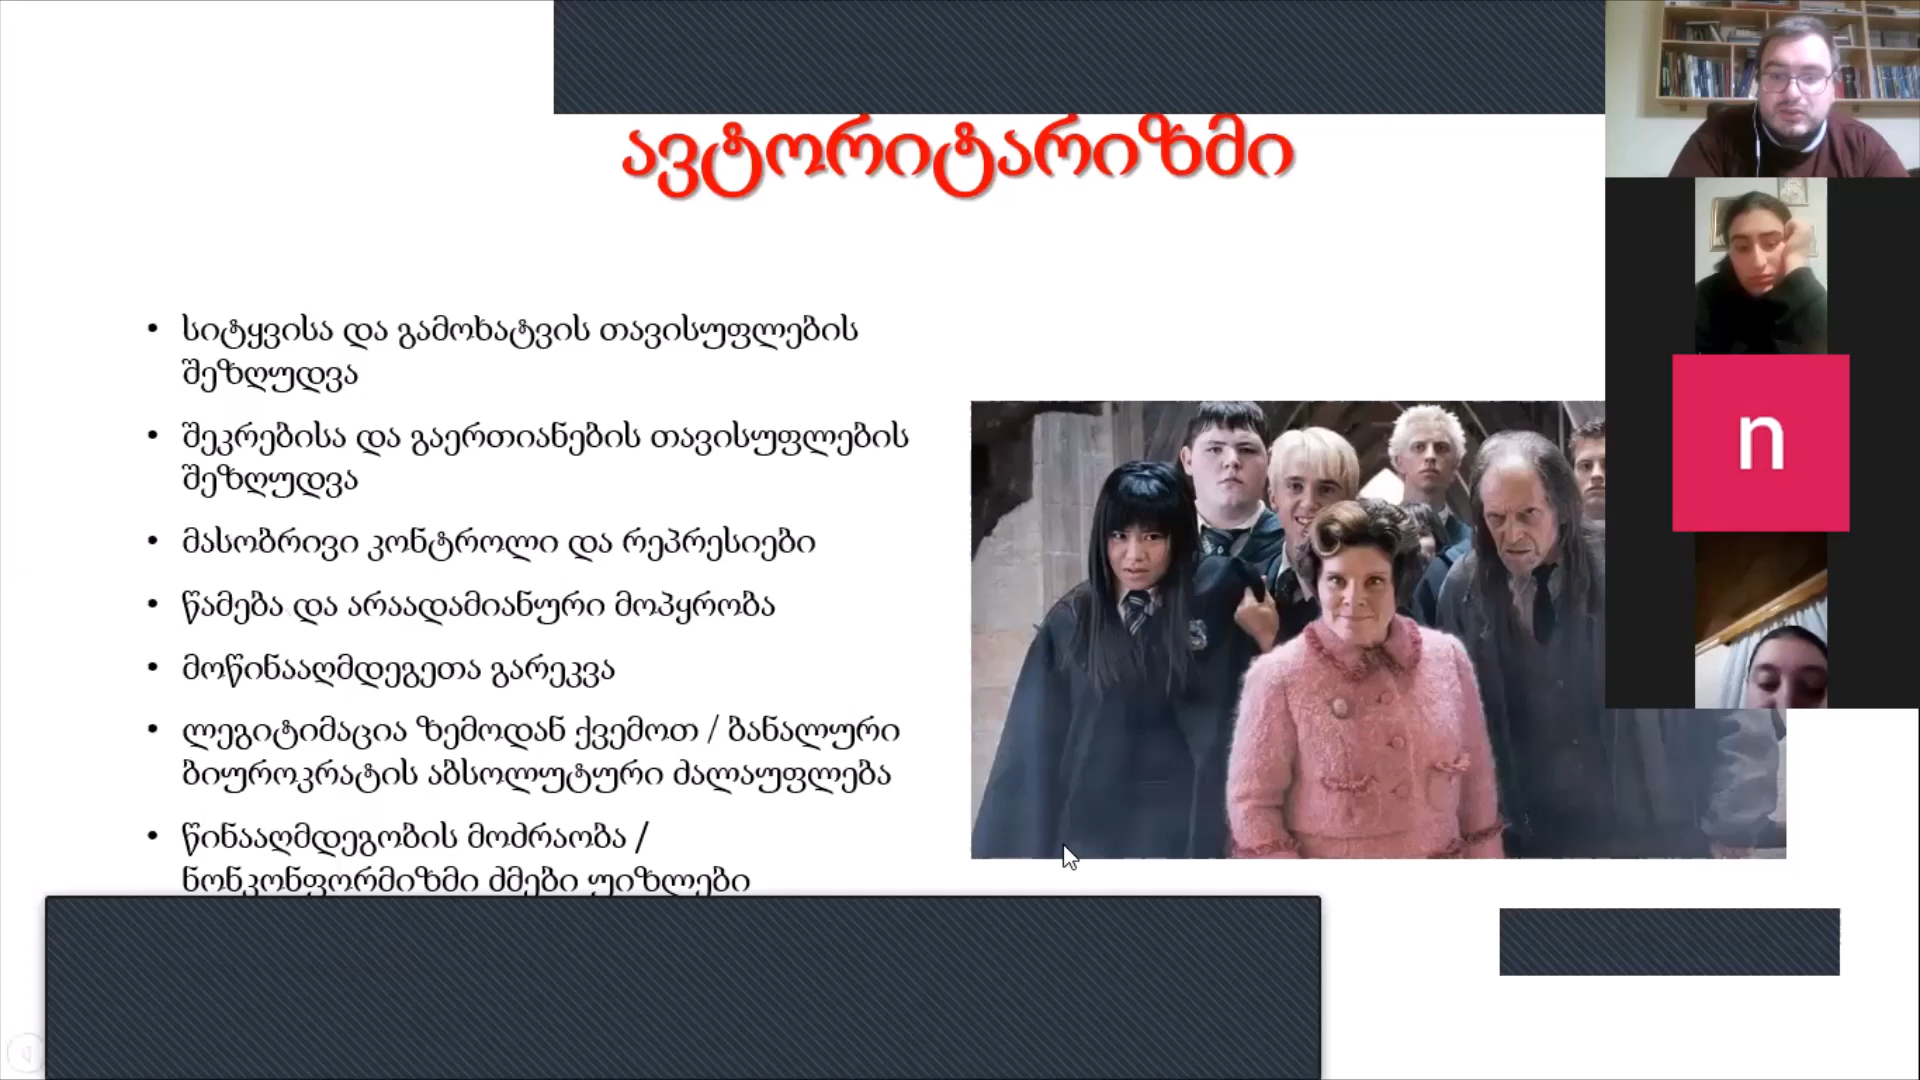 ავტორიტარიზმი
• სიტყვისა და გამოხატვის თავისუფლების
შეზღუდვა
• შეკრებისა და გაერთიანების თავისუფლების
შეზღუდვა
• მასობრივი კონტროლი და რეპრესიები
• წამება და არაადამიანური მოპყრობა
• მოწინააღმდეგეთა გარეკვა
• ლეგიტიმაცია ზემოდან ქვემოთ / ბანალური
ბიუროკრატის აბსოლუტური ძალაუფლება
• წინააღმდეგობის მოძრაობა /
ნონკონფორმიზმი ძმები უიზლები
n